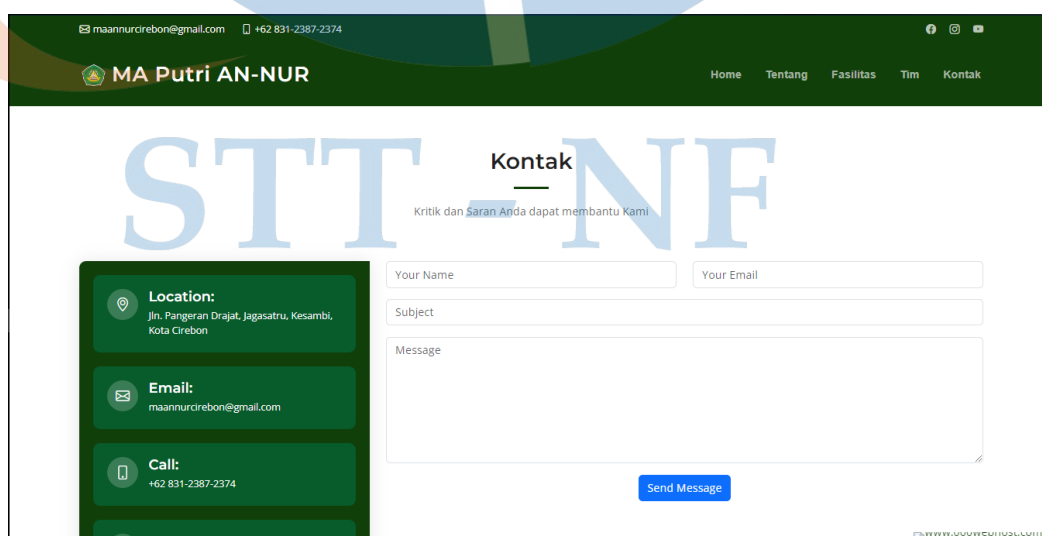 maannurcirebon@gmail.com +62 831-2387-2374
MA Putri AN-NUR
Home Tentang Fasilitas Tim Kontak
STT - NF
Kontak
Kritik dan Saran Anda dapat membantu Kami
Location:
Jln. Pangeran Drajat, Jagasatru, Kesambi,
Kota Cirebon
Email:
maannurcirebon@gmail.com
Call:
+62 831-2387-2374
Your Name
Your Email
Subject
Message
Send Message